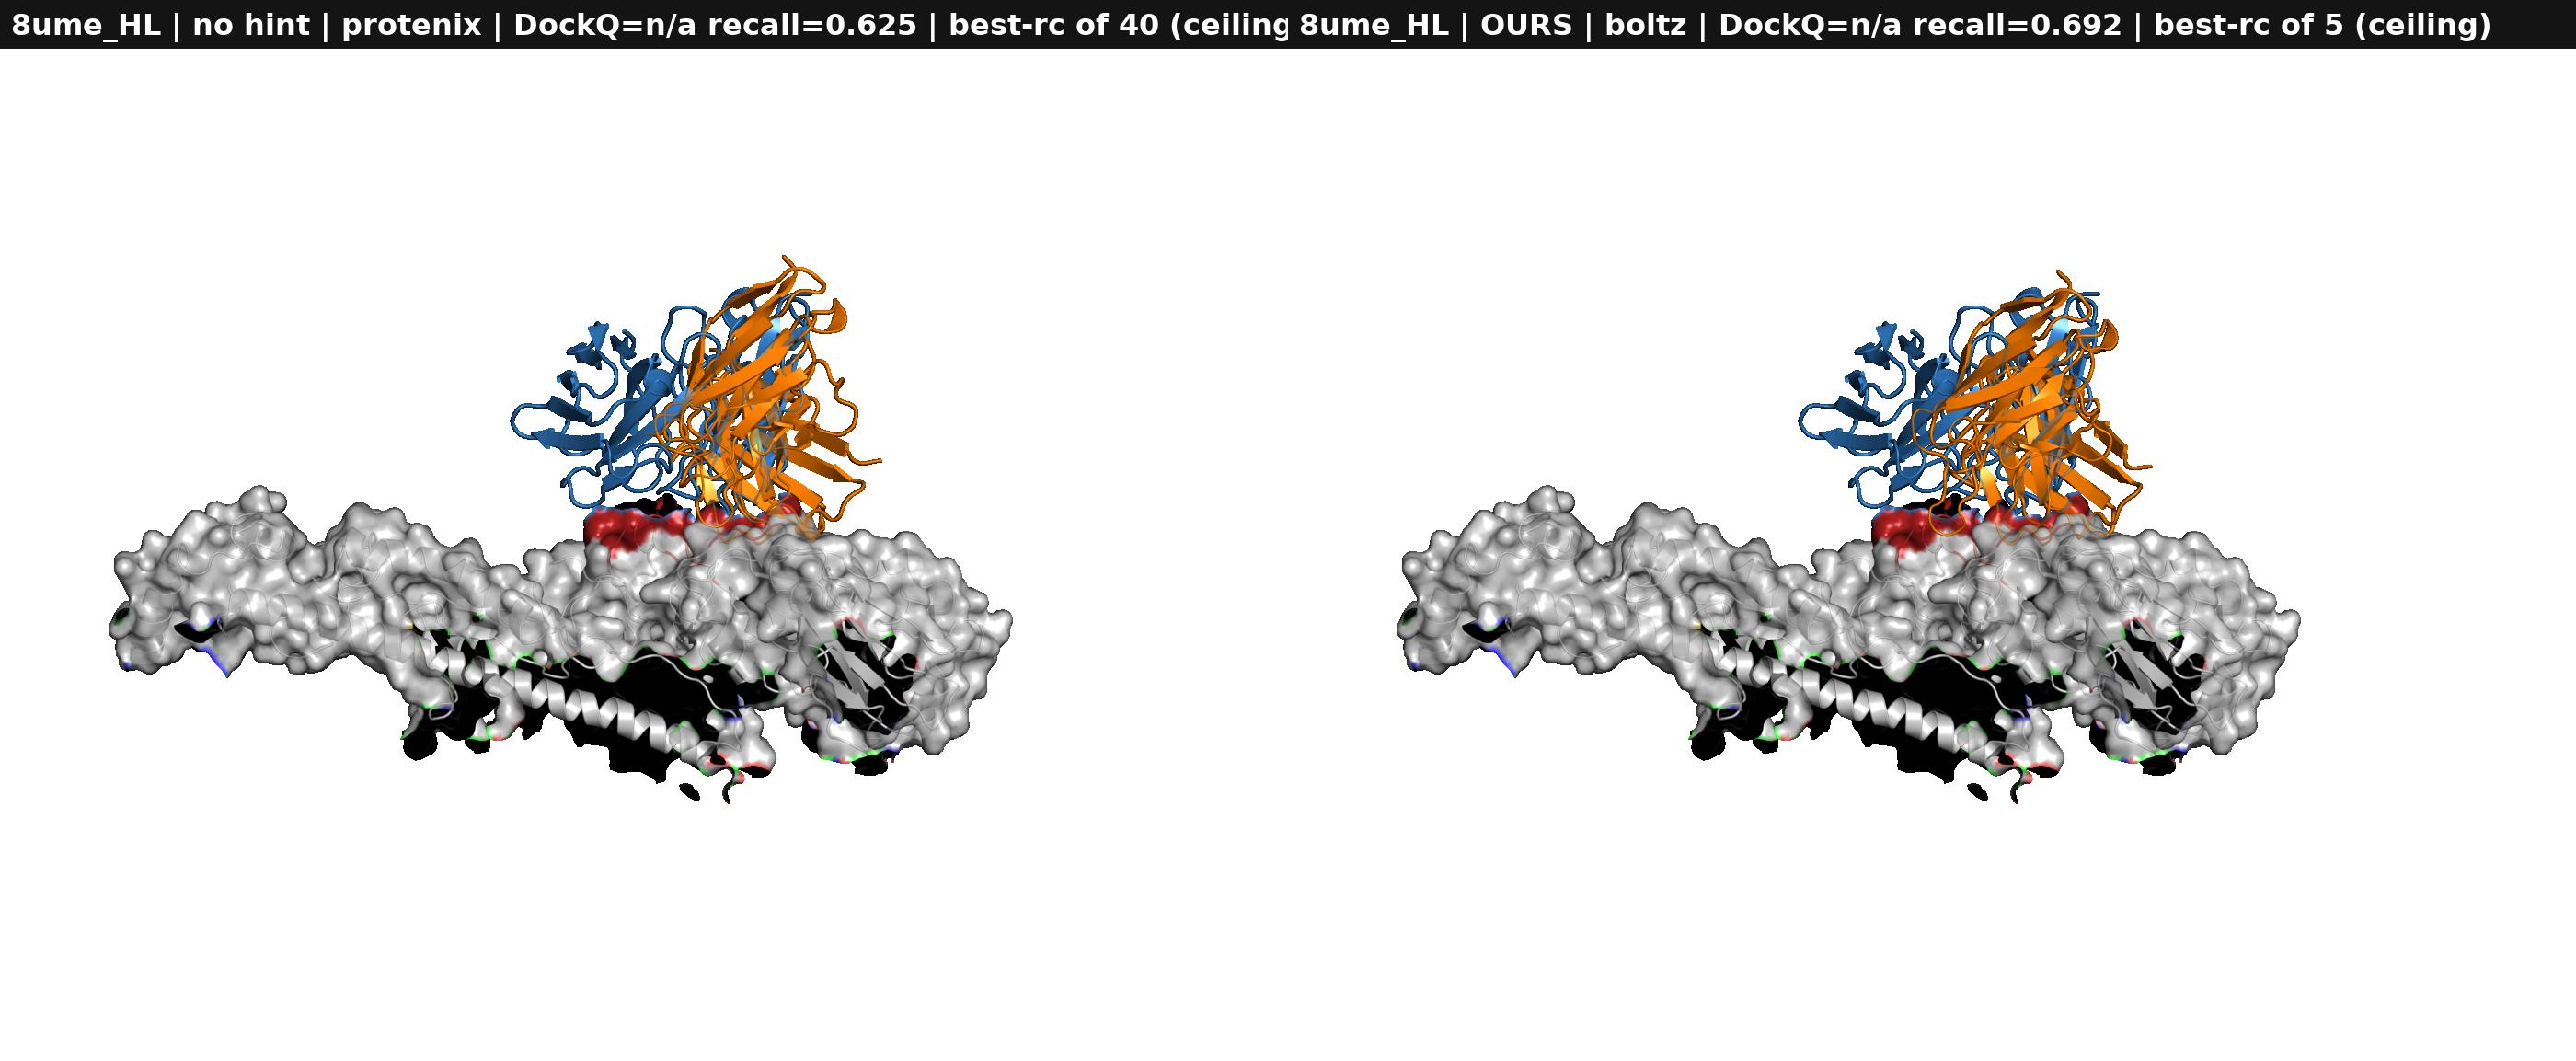 8ume_HL | no hint | protenix | DockQ=n/a recall=0.625 | best-rc of 40 (ceiling
8ume_HL | OURS | boltz | DockQ=n/a recall=0.692 | best-rc of 5 (ceiling)